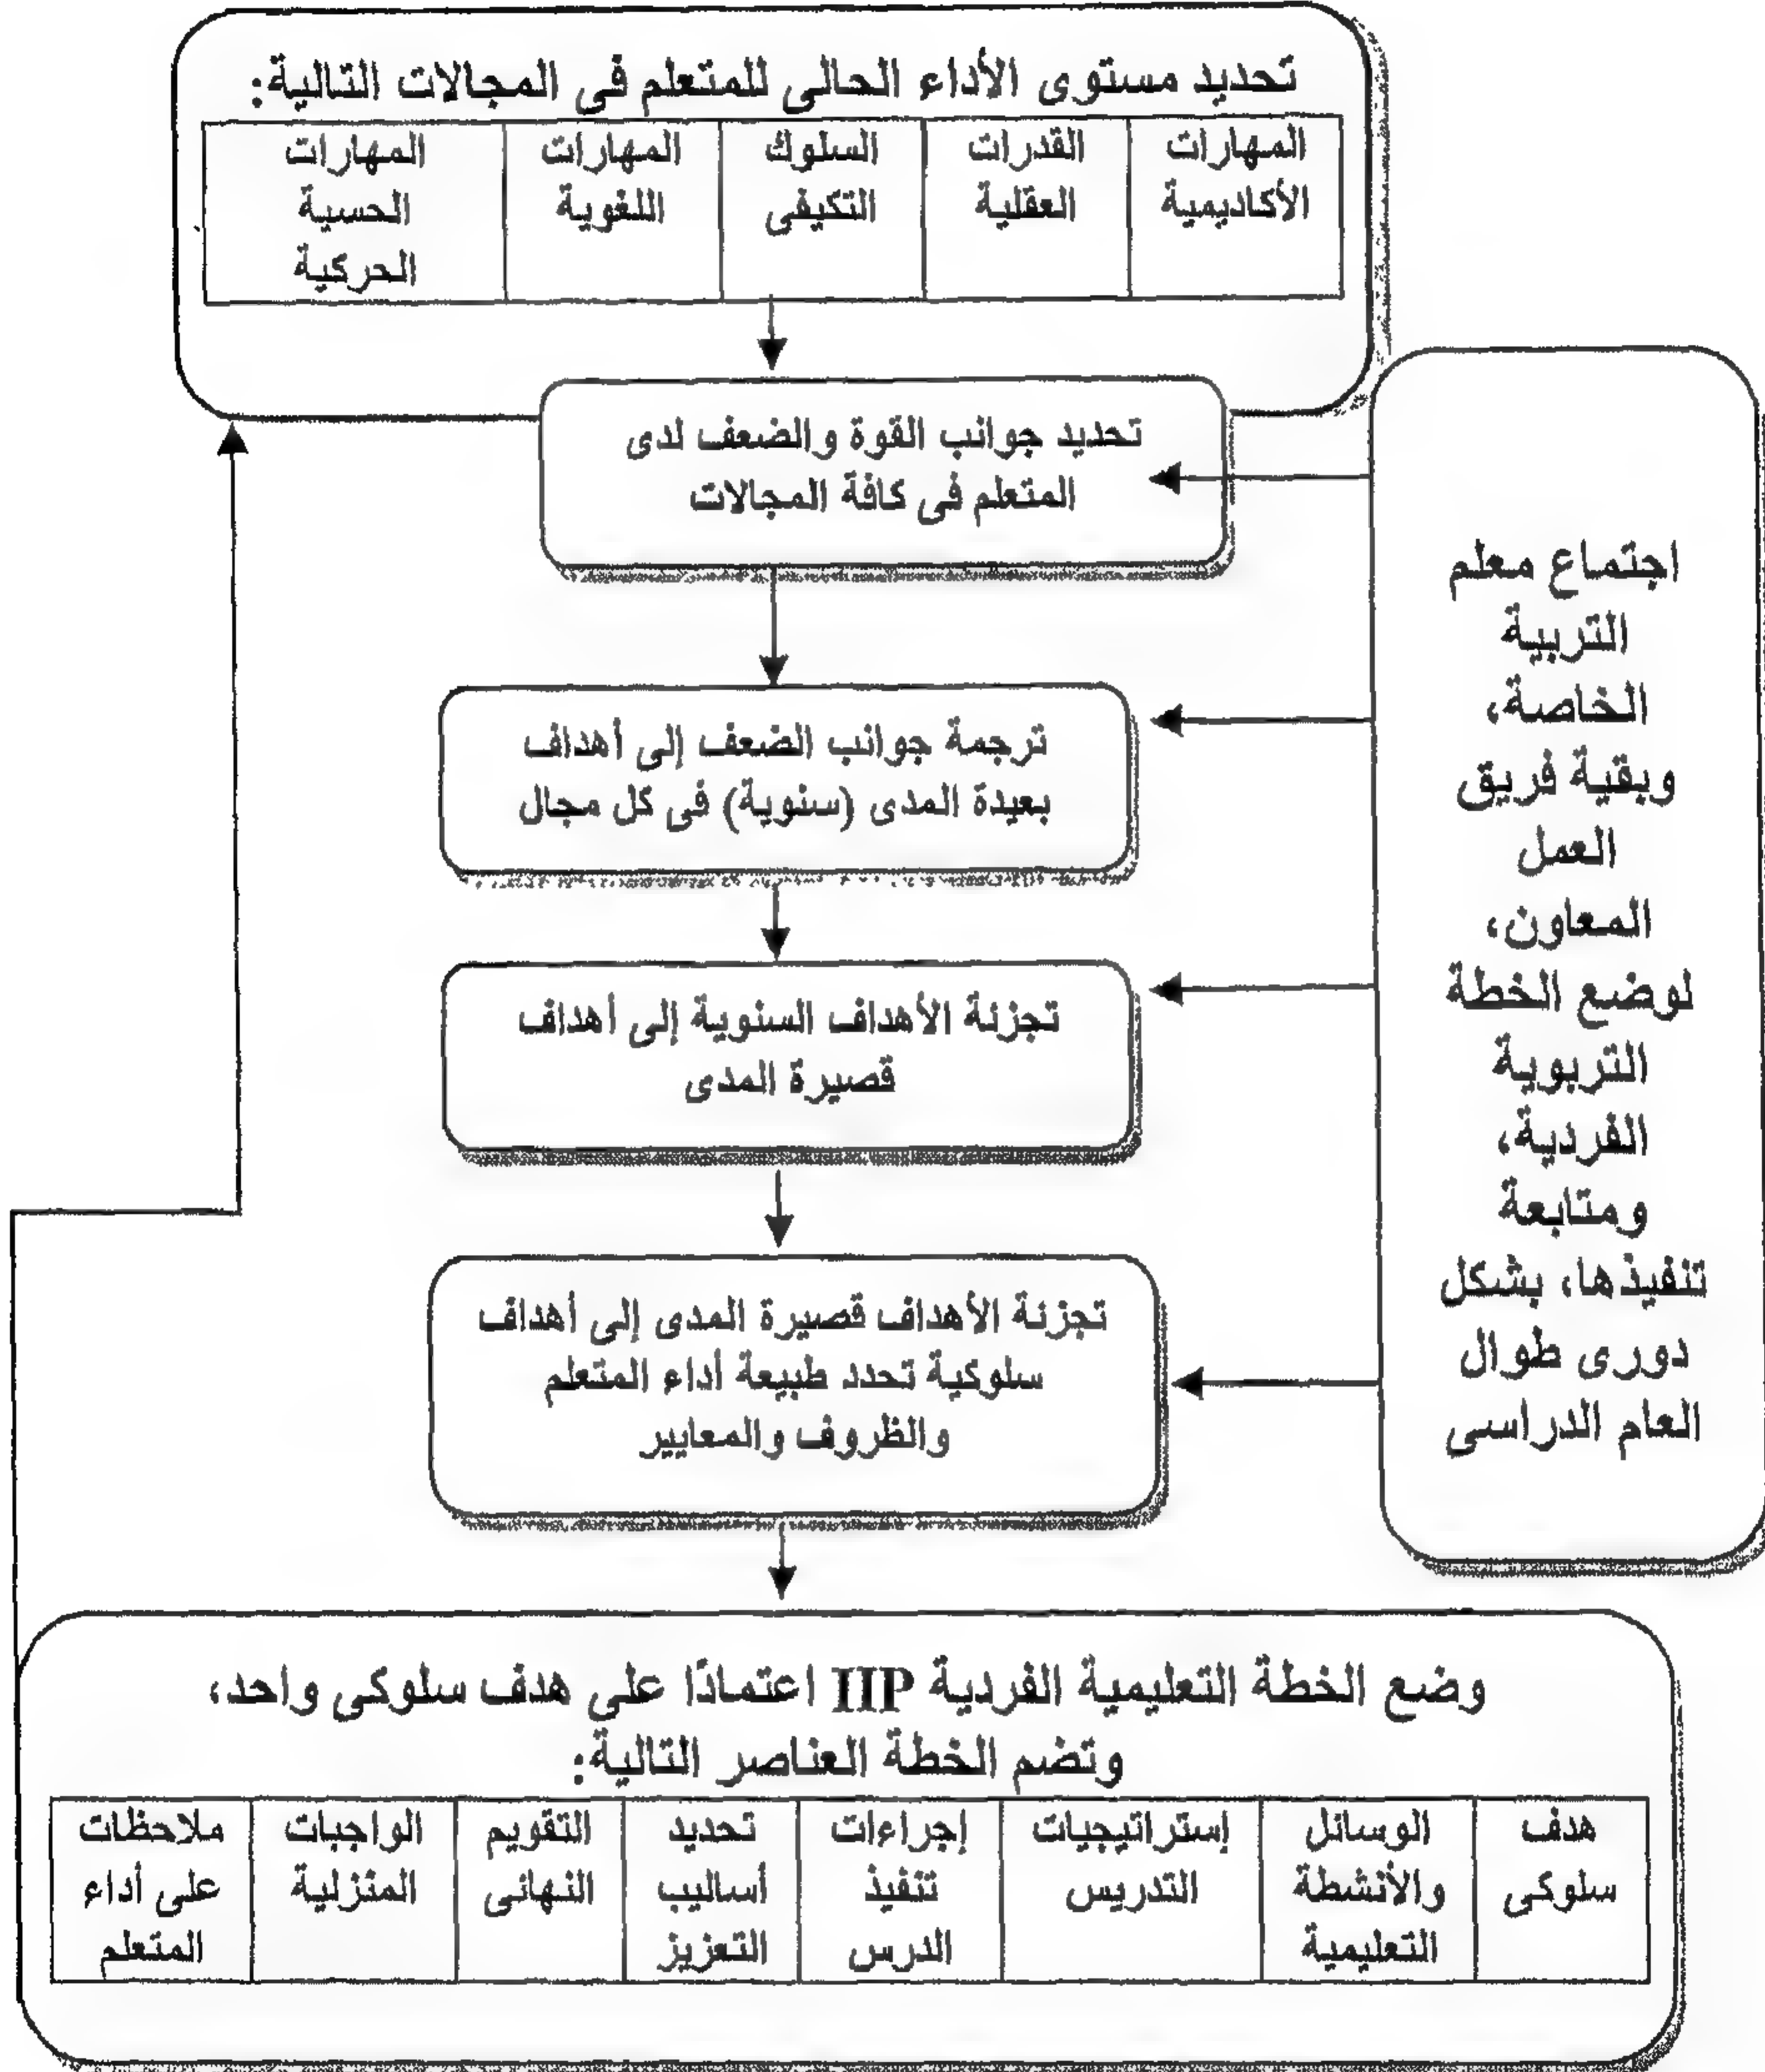 تحديد مستوى الأداء الحالى للمتعلم فى المجالات التالية:
المهارات
الأكاديمية
القدرات
العقلية
السلوك
التكيفى
المهارات
اللغوية
المهارات
الحسية
الحركية
تحديد جوانب القوة والضعف لدى
المتعلم فى كافة المجالات
ترجمة جوانب الضعف إلى أهداف
بعيدة المدى (سنوية) فى كل مجال
تجزئة الأهداف السنوية إلى أهداف
قصيرة المدى
تجزئة الأهداف قصيرة المدى إلى أهداف
سلوكية تحدد طبيعة أداء المتعلم
والظروف والمعايير
اجتماع معلم
التربية
الخاصة،
وبقية فريق
العمل
المعاون،
لوضع الخطة
التربوية
الفردية،
ومتابعة
تنفيذها، بشكل
دورى طوال
العام الدراسى
وضع الخطة التعليمية الفردية IIP اعتمادًا على هدف سلوكى واحد،
وتضم الخطة العناصر التالية:
هدف
سلوكى
الوسائل
والأنشطة
التعليمية
إستراتيجيات
التدريس
إجراءات
تنفيذ
الدرس
تحديد
أساليب
التعزيز
التقويم
النهائى
الواجبات
المنزلية
ملاحظات
على أداء
المتعلم